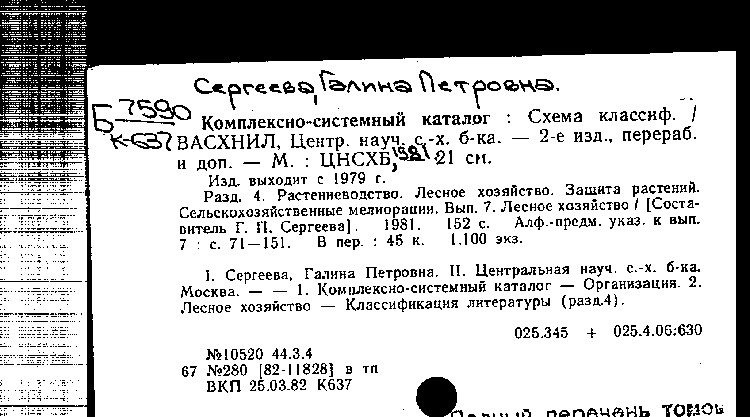 Сергеева, Галина Петровна.
Б 7590
К-637
Комплексно-системный каталог : Схема классиф. /
ВАСХНИЛ, Центр. науч. с.-х. б-ка. — 2-е изд., перераб.
и доп. — М. : ЦНСХБ, 1981 21 см.
Изд. выходит с 1979 г.
Разд. 4. Растениеводство. Лесное хозяйство. Защита растений.
Сельскохозяйственные мелиорации. Вып. 7. Лесное хозяйство / [Соста-
витель Г. П. Сергеева]. 1981. 152 с. Алф.-предм. указ. к вып.
7 : с. 71—151. В пер. : 45 к. 1.100 экз.
I. Сергеева, Галина Петровна. II. Центральная науч. с.-х. б-ка.
Москва. — — 1. Комплексно-системный каталог — Организация. 2.
Лесное хозяйство — Классификация литературы (разд.4).
025.345 + 025.4.06:630
№10520 44.3.4
67 №280 [82-11828] в тп
ВКП 25.03.82 К637
Полный перечень томов